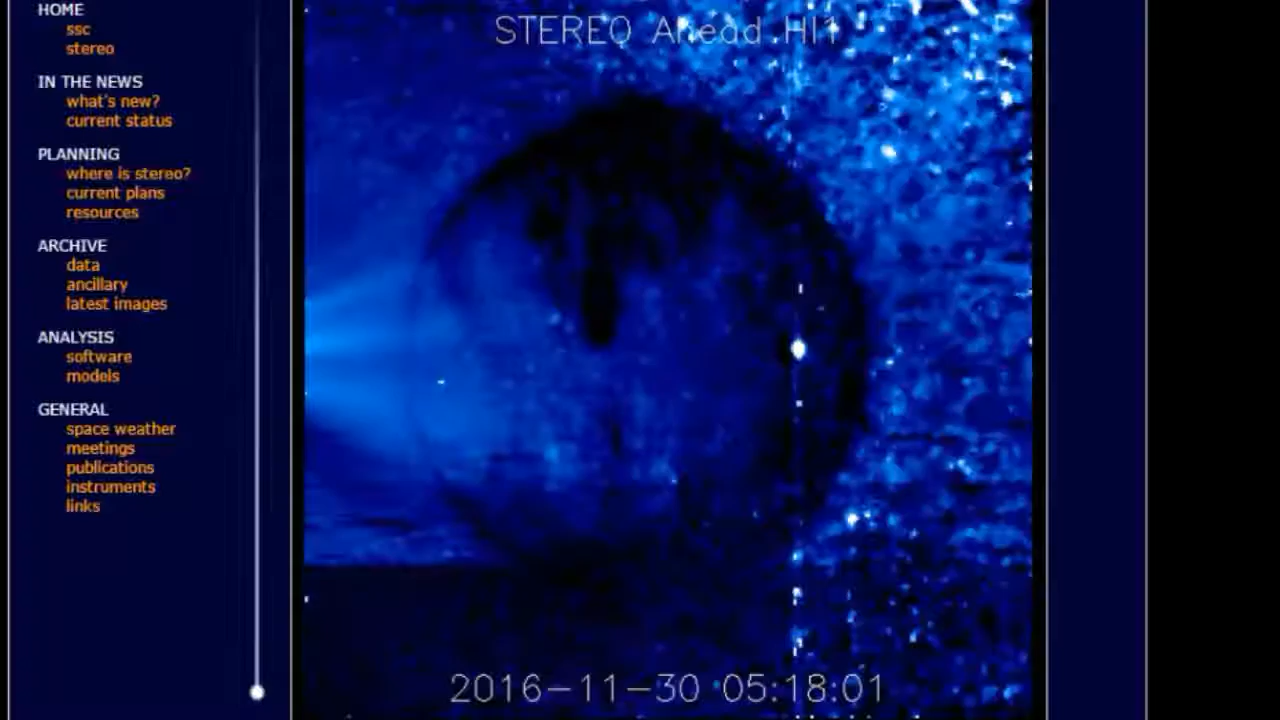 HOME
ssc
stereo
IN THE NEWS
what's new?
current status
PLANNING
where is stereo?
current plans
resources
ARCHIVE
data
ancillary
latest images
ANALYSIS
software
models
GENERAL
space weather
meetings
publications
instruments
links
STEREO Ahead HI1
2016-11-30 05:18:01